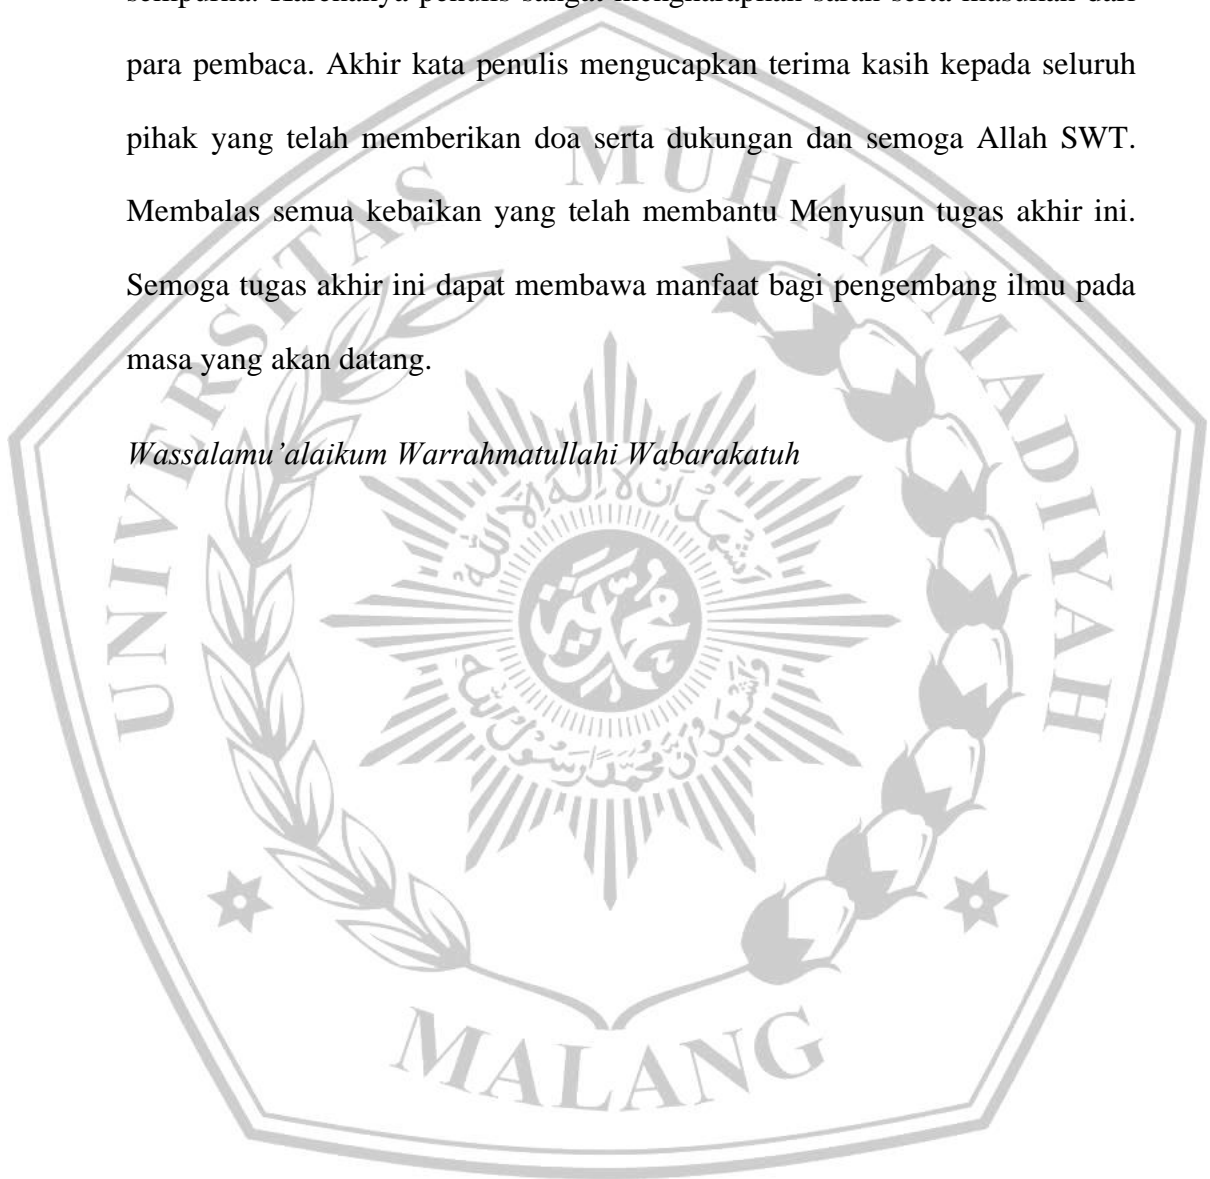 para pembaca. Akhir kata penulis mengucapkan terima kasih kepada seluruh
pihak yang telah memberikan doa serta dukungan dan semoga Allah SWT.
Membalas semua kebaikan yang telah membantu Menyusun tugas akhir ini.
Semoga tugas akhir ini dapat membawa manfaat bagi pengembang ilmu pada
masa yang akan datang.
Wassalamu’alaikum Warrahmatullahi Wabarakatuh
UNIVERSITAS MUHAMMADIYAH
MALANG